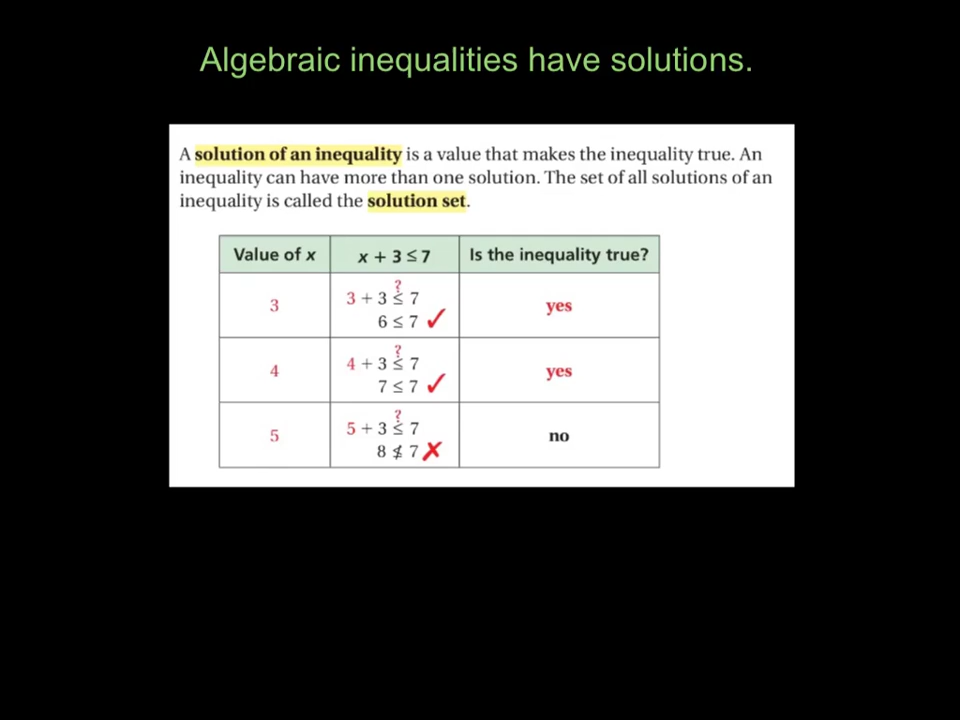 Algebraic inequalities have solutions.
A solution of an inequality is a value that makes the inequality true. An
inequality can have more than one solution. The set of all solutions of an
inequality is called the solution set.
Value of x x + 3 ≤ 7 Is the inequality true?
3 3 + 3 ≤? 7 yes
6 ≤ 7 ✓
4 4 + 3 ≤? 7 yes
7 ≤ 7 ✓
5 5 + 3 ≤? 7 no
8 ≰ 7 ✗